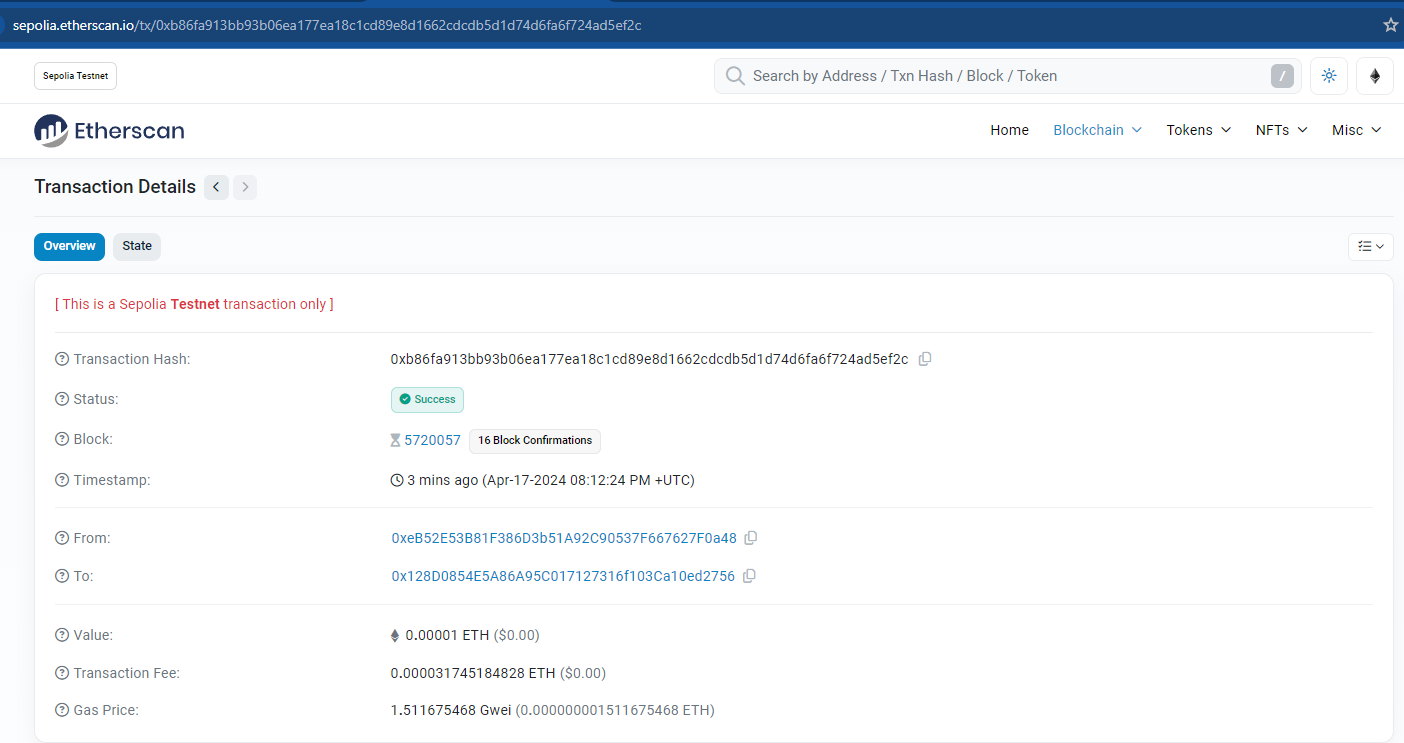 sepolia.etherscan.io/tx/0xb86fa913bb93b06ea177ea18c1cd89e8d1662cdcdb5d1d74d6fa6f724ad5ef2c
Sepolia Testnet
Search by Address / Txn Hash / Block / Token /
Etherscan
Home Blockchain Tokens NFTs Misc
Transaction Details
Overview State
[ This is a Sepolia Testnet transaction only ]
Transaction Hash: 0xb86fa913bb93b06ea177ea18c1cd89e8d1662cdcdb5d1d74d6fa6f724ad5ef2c
Status: Success
Block: 5720057 16 Block Confirmations
Timestamp: 3 mins ago (Apr-17-2024 08:12:24 PM +UTC)
From: 0xeB52E53B81F386D3b51A92C90537F667627F0a48
To: 0x128D0854E5A86A95C017127316f103Ca10ed2756
Value: 0.00001 ETH ($0.00)
Transaction Fee: 0.000031745184828 ETH ($0.00)
Gas Price: 1.511675468 Gwei (0.000000001511675468 ETH)